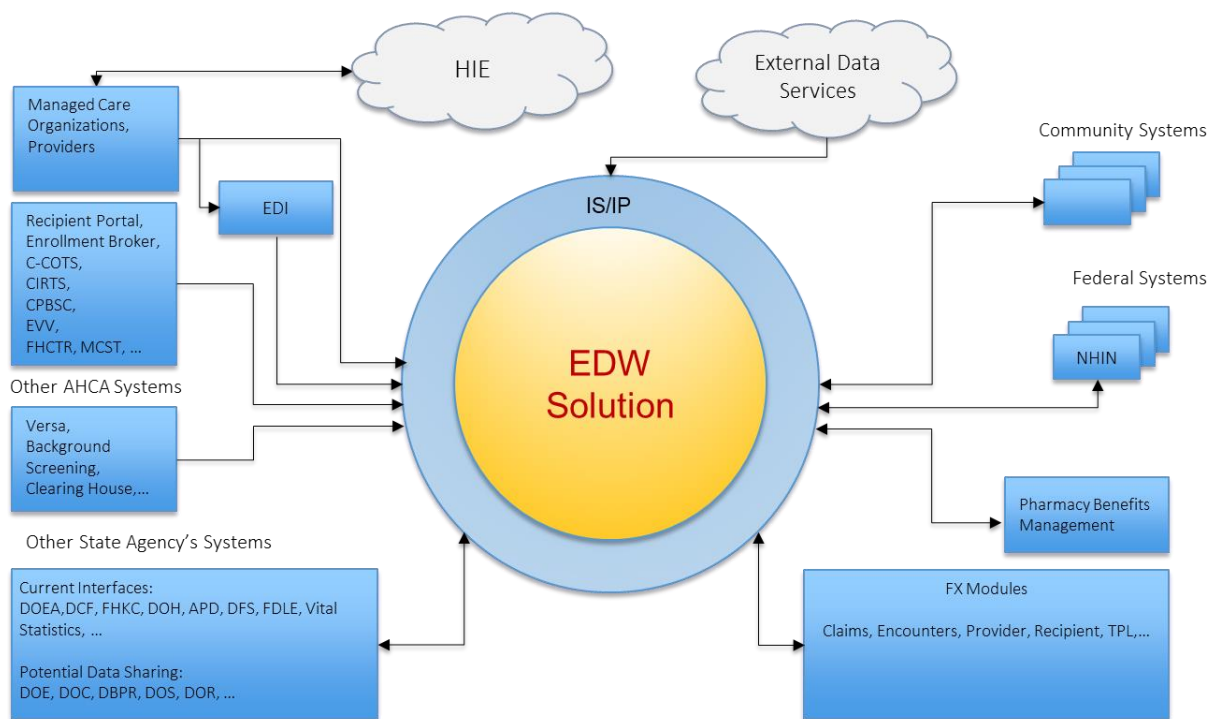 HIE
External Data
Services
Managed Care
Organizations,
Providers
EDI
Recipient Portal,
Enrollment Broker,
C-COTS,
CIRTS,
CPBSC,
EVV,
FHCTR, MCST, ...
Other AHCA Systems
Versa,
Background
Screening,
Clearing House,...
Other State Agency's Systems
Current Interfaces:
DOEA,DCF, FHKC, DOH, APD, DFS, FDLE, Vital
Statistics, ...
Potential Data Sharing:
DOE, DOC, DBPR, DOS, DOR, ...
IS/IP
EDW
Solution
Community Systems
Federal Systems
NHIN
Pharmacy Benefits
Management
FX Modules
Claims, Encounters, Provider, Recipient, TPL,...